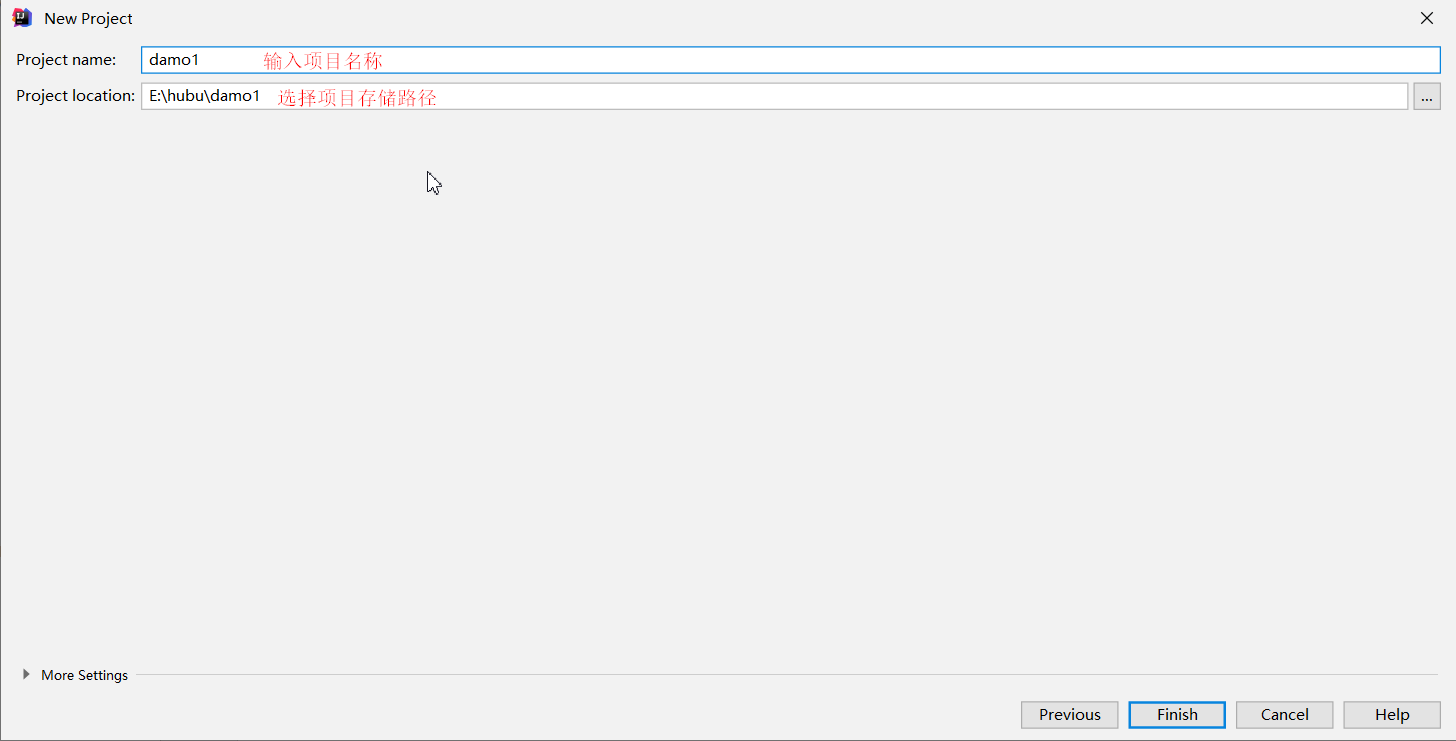 New Project
Project name: damo1 输入项目名称
Project location: E:\hubu\damo1 选择项目存储路径 ...
More Settings
Previous Finish Cancel Help